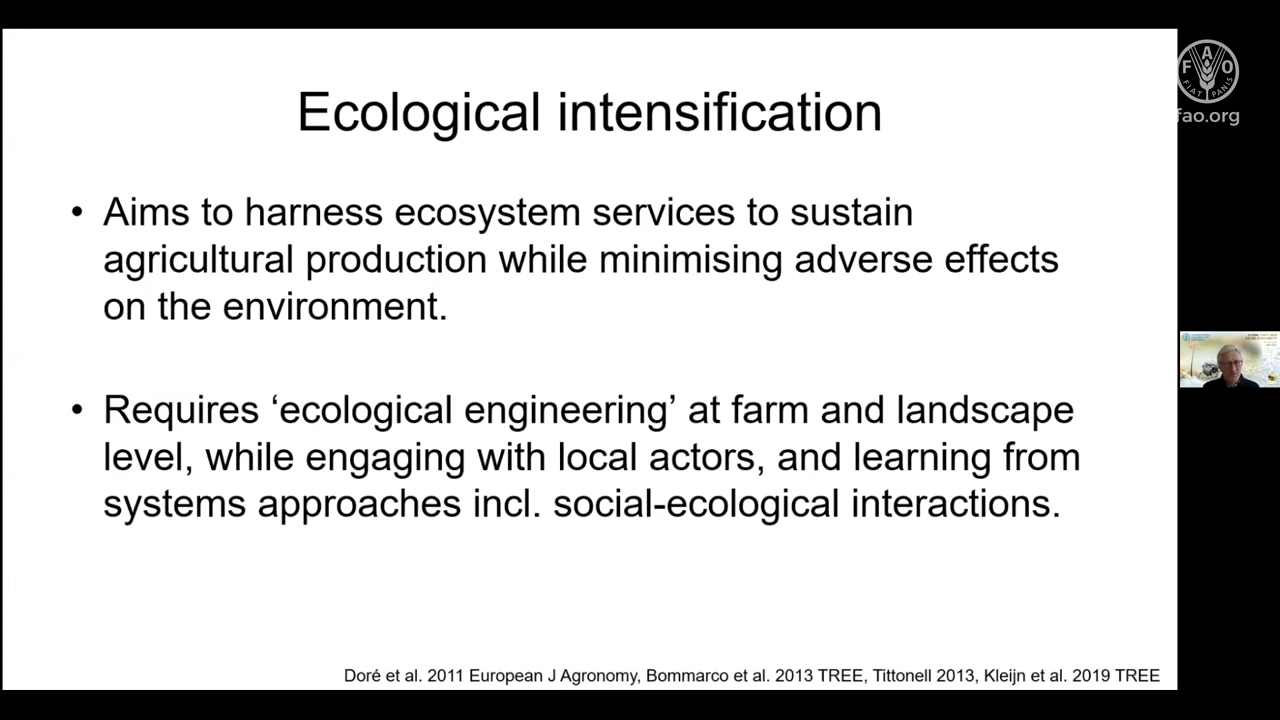 Ecological intensification
• Aims to harness ecosystem services to sustain
agricultural production while minimising adverse effects
on the environment.
• Requires ‘ecological engineering’ at farm and landscape
level, while engaging with local actors, and learning from
systems approaches incl. social-ecological interactions.
Doré et al. 2011 European J Agronomy, Bommarco et al. 2013 TREE, Tittonell 2013, Kleijn et al. 2019 TREE
F A O
FIAT PANIS
fao.org